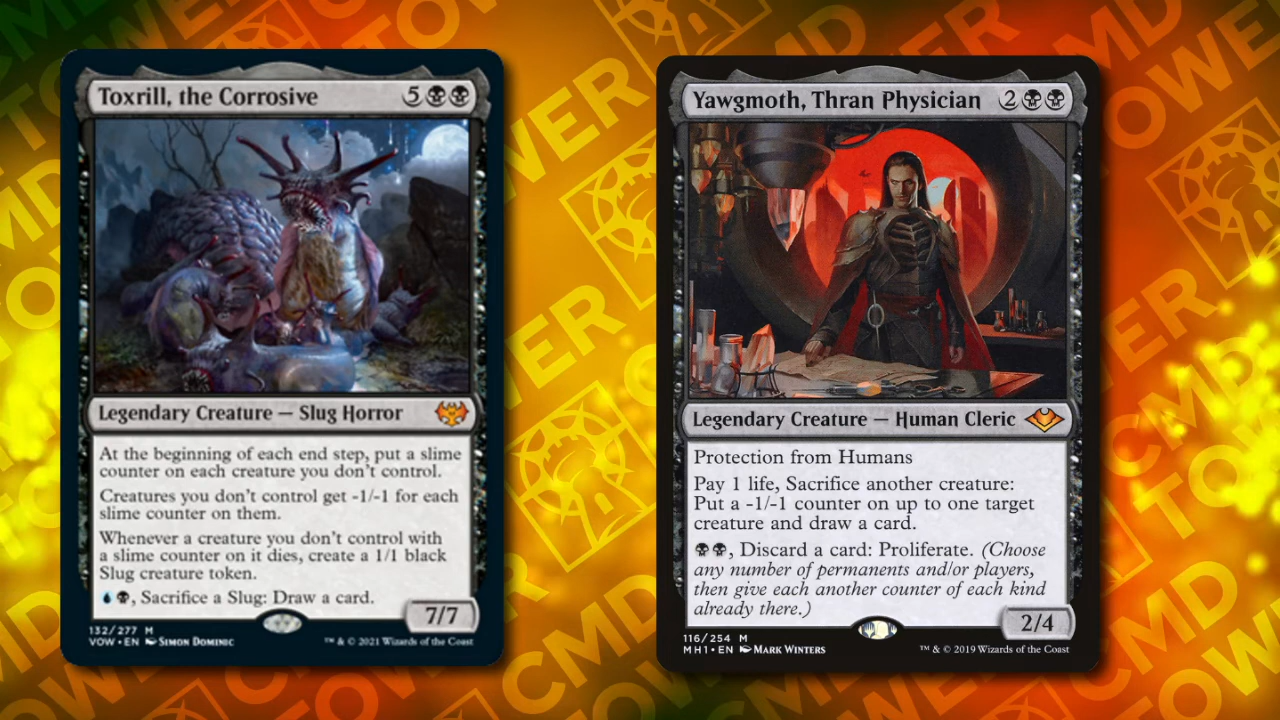 Toxrill, the Corrosive 5
Legendary Creature — Slug Horror
At the beginning of each end step, put a slime
counter on each creature you don't control.
Creatures you don't control get -1/-1 for each
slime counter on them.
Whenever a creature you don't control with
a slime counter on it dies, create a 1/1 black
Slug creature token.
, Sacrifice a Slug: Draw a card.
7/7
132/277 M
VOW • EN Simon Dominic ™ & © 2021 Wizards of the Coast
Yawgmoth, Thran Physician 2
Legendary Creature — Human Cleric
Protection from Humans
Pay 1 life, Sacrifice another creature:
Put a -1/-1 counter on up to one target
creature and draw a card.
, Discard a card: Proliferate. (Choose
any number of permanents and/or players,
then give each another counter of each kind
already there.)
2/4
116/254 M
MH1 • EN Mark Winters ™ & © 2019 Wizards of the Coast
CMD
TOWER
CMD
TOWER
CMD
TOWER